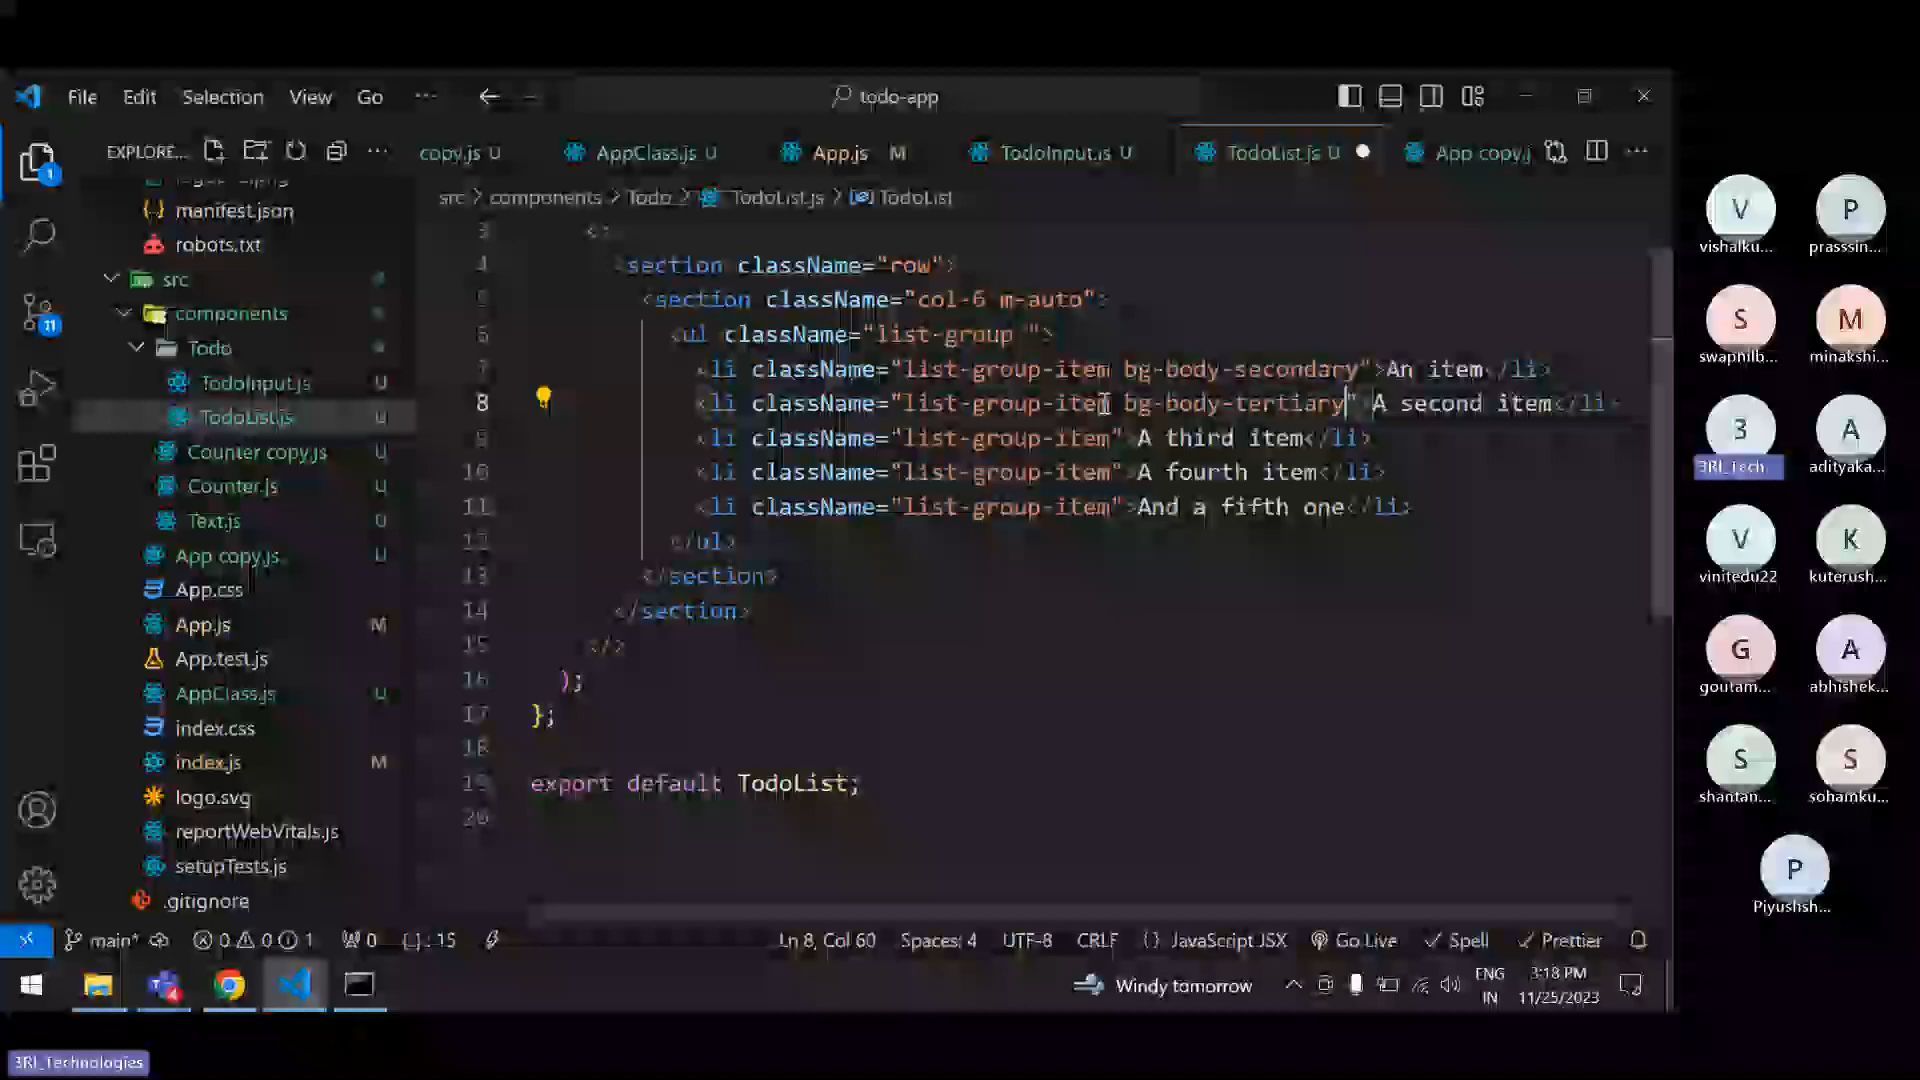 File Edit Selection View Go ··· todo-app
EXPLORE... copy.js U AppClass.js U App.js M TodoInput.js U TodoList.js U App copy.j
src > components > Todo > TodoList.js > TodoList
manifest.json
robots.txt
src
components
Todo
TodoInput.js U
TodoList.js U
Counter copy.js U
Counter.js U
Text.js U
App copy.js U
App.css
App.js M
App.test.js
AppClass.js U
index.css
index.js M
logo.svg
reportWebVitals.js
setupTests.js
.gitignore
3 <>
4 <section className="row">
5 <section className="col-6 m-auto">
6 <ul className="list-group ">
7 <li className="list-group-item bg-body-secondary">An item</li>
8 <li className="list-group-item bg-body-tertiary">A second item</li>
9 <li className="list-group-item">A third item</li>
10 <li className="list-group-item">A fourth item</li>
11 <li className="list-group-item">And a fifth one</li>
12 </ul>
13 </section>
14 </section>
15 </>
16 );
17 };
18
19 export default TodoList;
20
1
11
main* 0 0 1 0 {..}: 15 Ln 8, Col 60 Spaces: 4 UTF-8 CRLF {} JavaScript JSX Go Live Spell Prettier
Windy tomorrow ENG IN 3:18 PM 11/25/2023
V P
vishalku... prasssin...
S M
swapnilb... minakshi...
3 A
3RI_Tech... adityaka...
V K
vinitedu22 kuterush...
G A
goutam... abhishek...
S S
shantan... sohamku...
P
Piyushsh...
3RI_Technologies